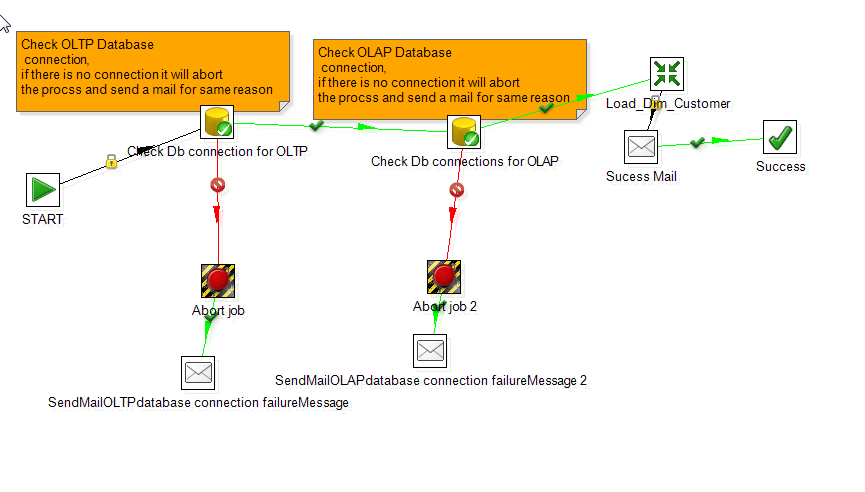 Check OLTP Database
connection,
if there is no connection it will abort
the procss and send a mail for same reason
Check OLAP Database
connection,
if there is no connection it will abort
the procss and send a mail for same reason
Load_Dim_Customer
Check Db connection for OLTP
Check Db connections for OLAP
Sucess Mail
Success
START
Abort job
Abort job 2
SendMailOLAPdatabase connection failureMessage 2
SendMailOLTPdatabase connection failureMessage